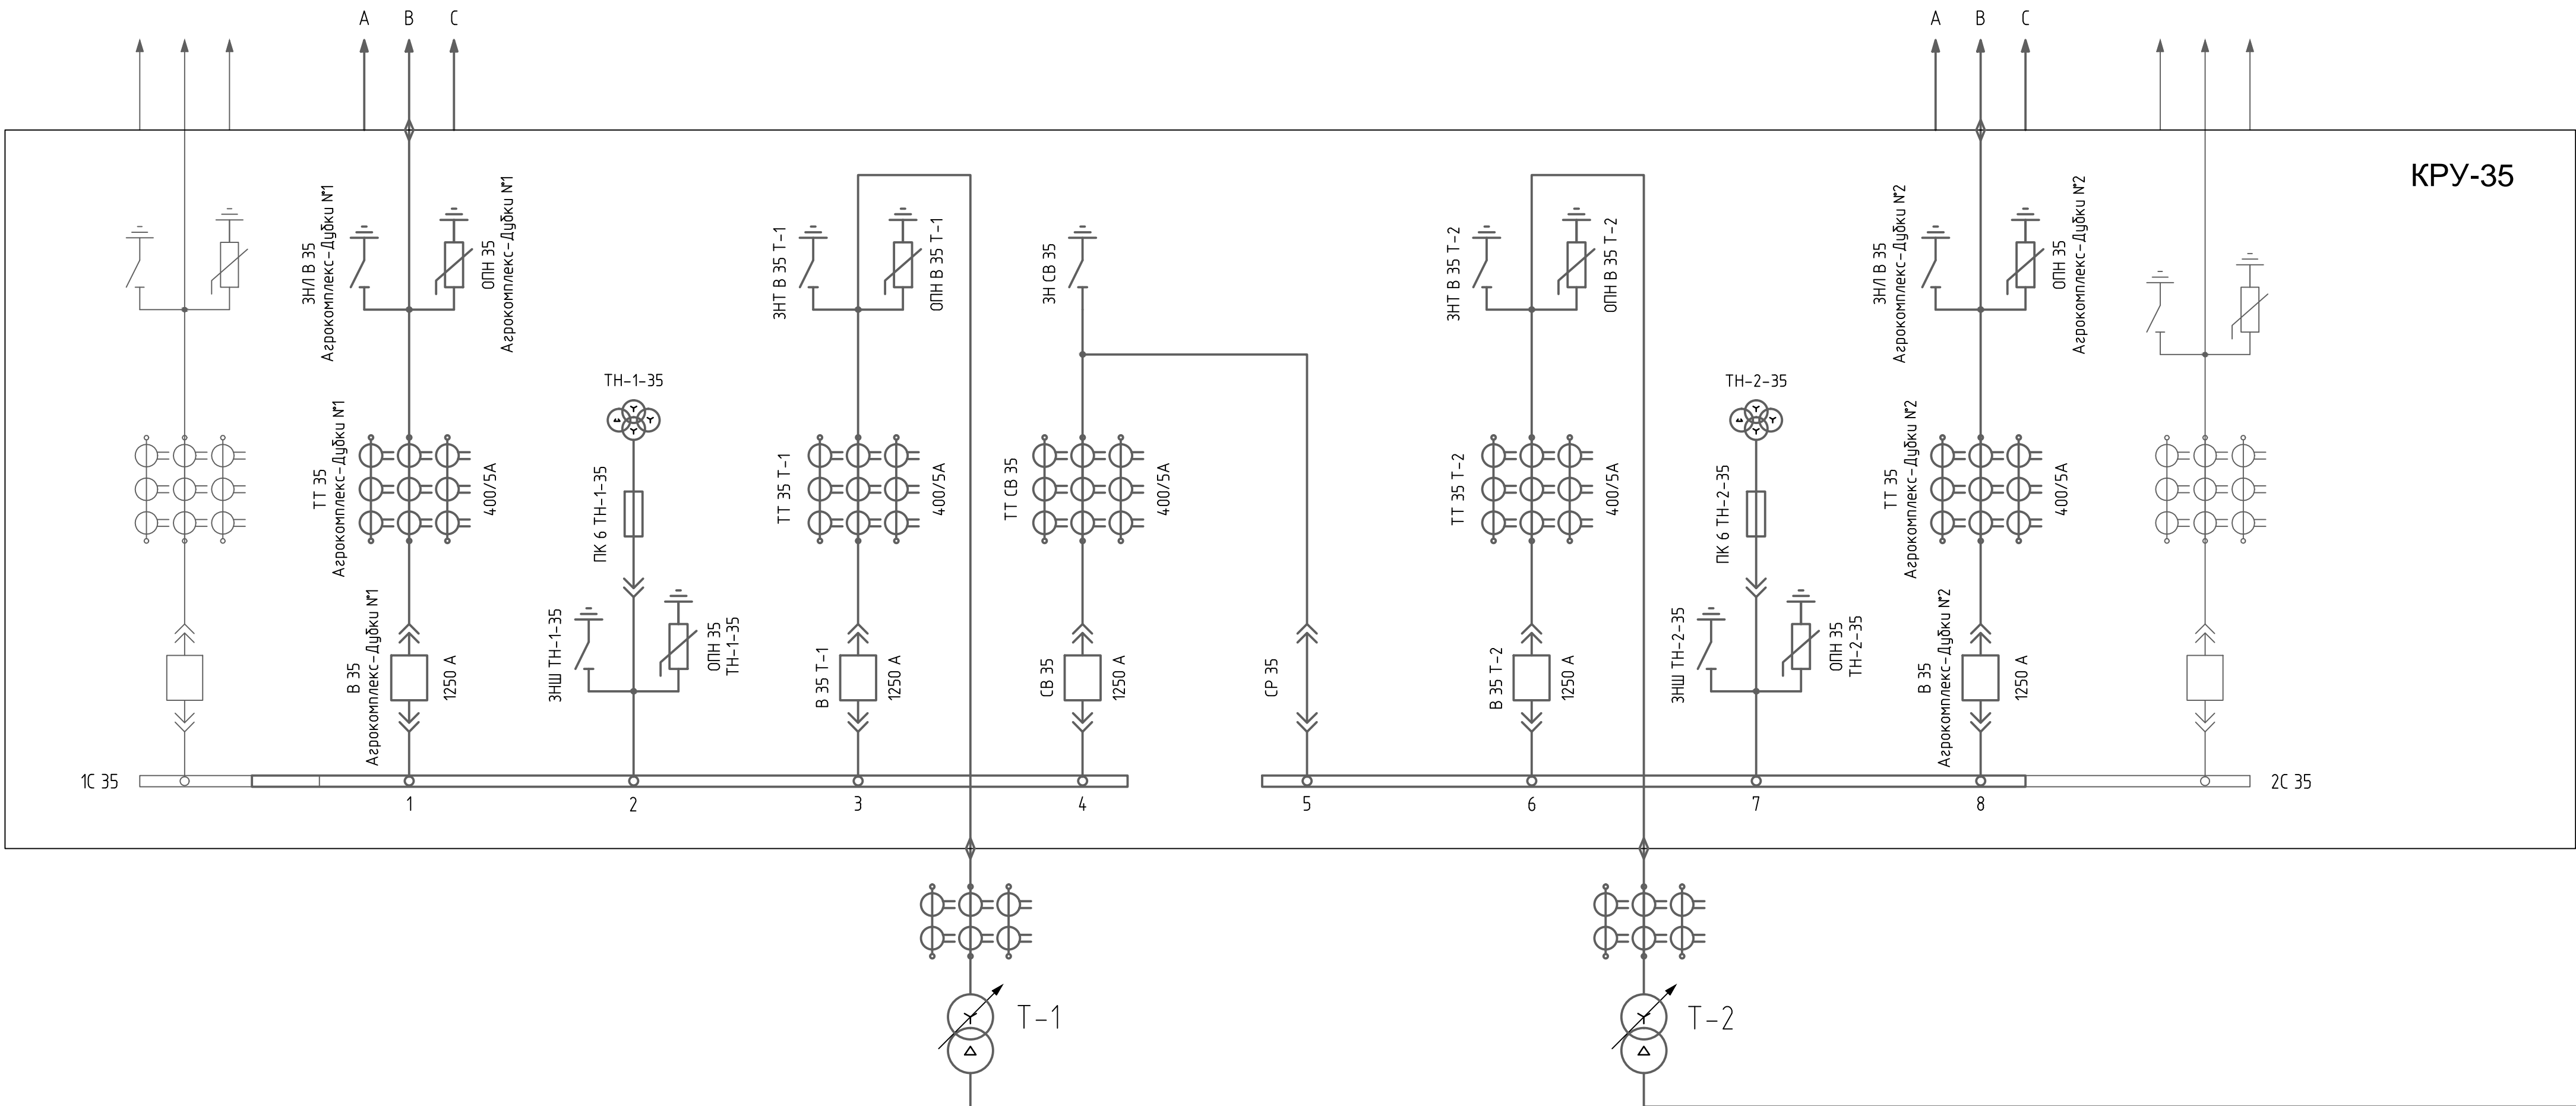 A B C
A B C
КРУ-35
ЗНЛ В 35
Агрокомплекс-Дубки №1
ОПН 35
Агрокомплекс-Дубки №1
ЗНТ В 35 Т-1
ОПН В 35 Т-1
ЗН СВ 35
ЗНТ В 35 Т-2
ОПН В 35 Т-2
ЗНЛ В 35
Агрокомплекс-Дубки №2
ОПН 35
Агрокомплекс-Дубки №2
ТН-1-35
ТН-2-35
ТТ 35
Агрокомплекс-Дубки №1
400/5А
ПК 6 ТН-1-35
ТТ 35 Т-1
400/5А
ТТ СВ 35
400/5А
ТТ 35 Т-2
400/5А
ПК 6 ТН-2-35
ТТ 35
Агрокомплекс-Дубки №2
400/5А
В 35
Агрокомплекс-Дубки №1
1250 А
ЗНШ ТН-1-35
ОПН 35
ТН-1-35
В 35 Т-1
1250 А
СВ 35
1250 А
СР 35
В 35 Т-2
1250 А
ЗНШ ТН-2-35
ОПН 35
ТН-2-35
В 35
Агрокомплекс-Дубки №2
1250 А
1С 35
2С 35
1 2 3 4 5 6 7 8
Т-1
Т-2